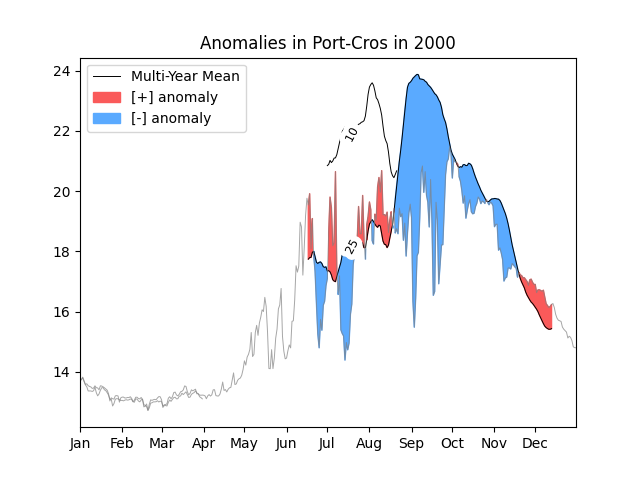 Anomalies in Port-Cros in 2000
24
22
20
18
16
14
Multi-Year Mean
[+] anomaly
[-] anomaly
10
25
Jan Feb Mar Apr May Jun Jul Aug Sep Oct Nov Dec